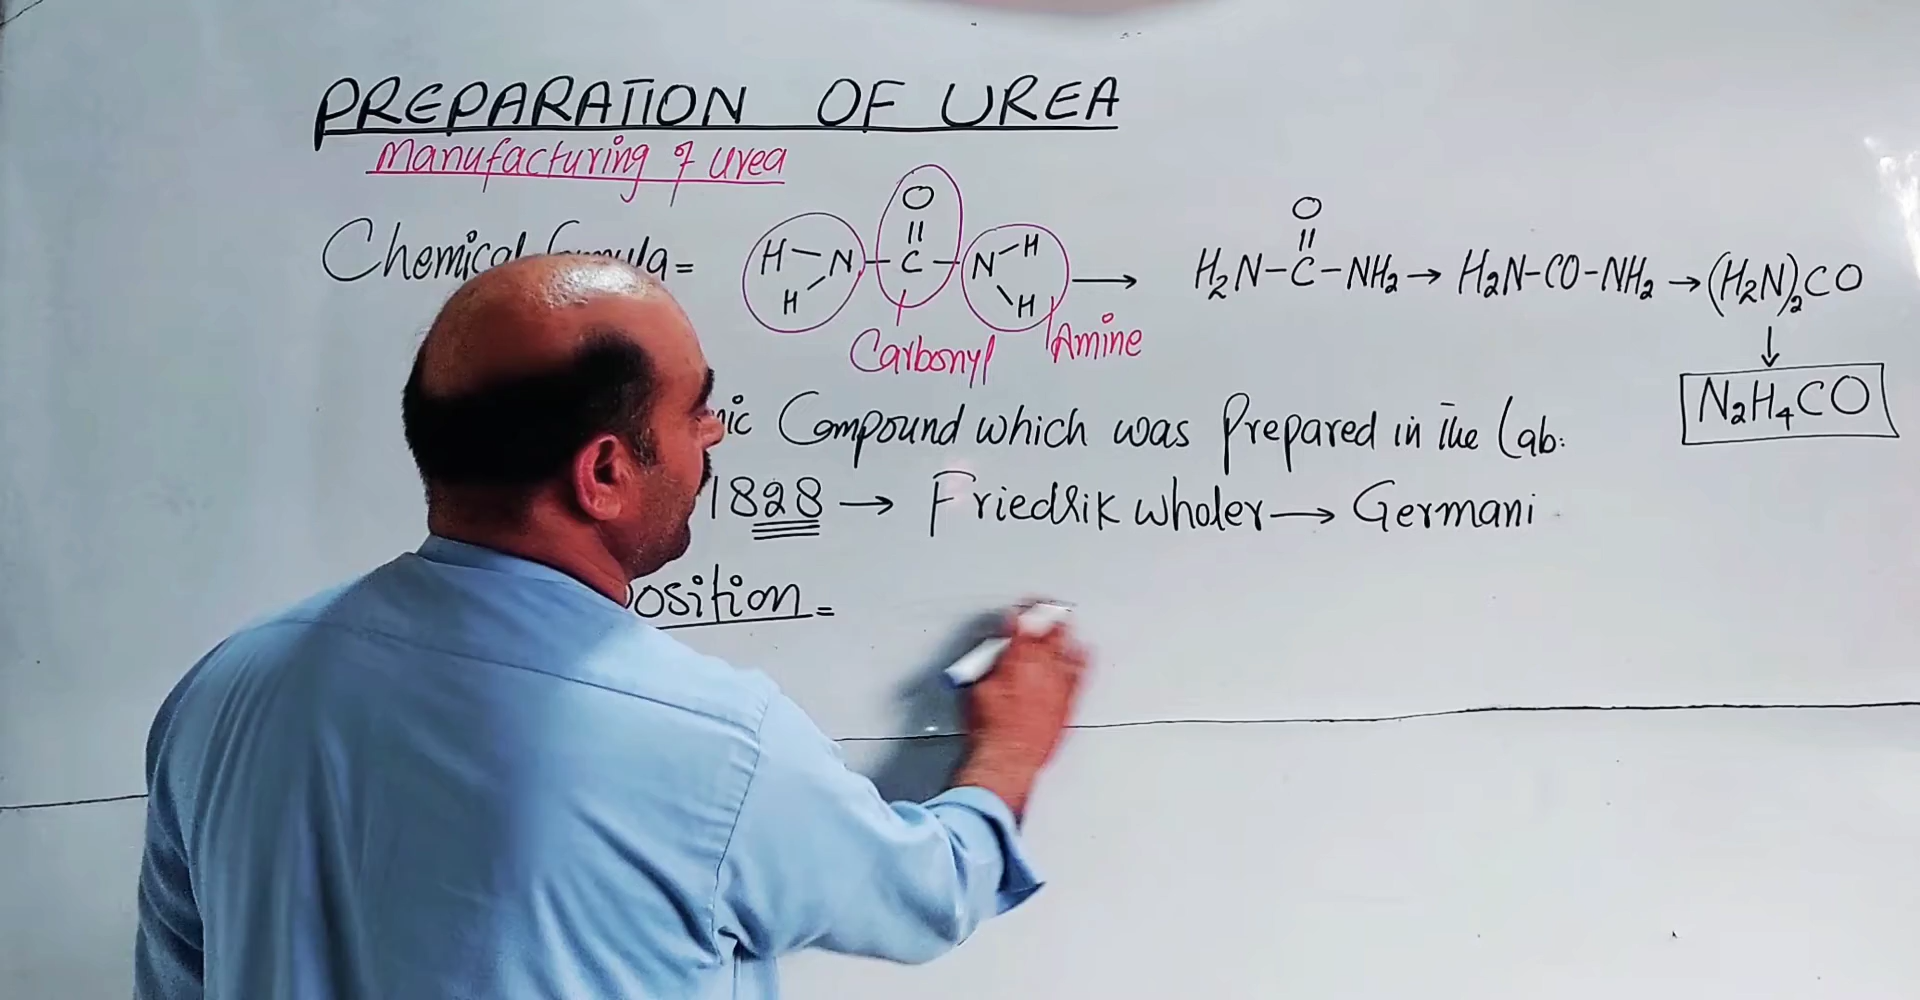 PREPARATION OF UREA
Manufacturing of urea
Chemical formula =
O
||
H-N-C-N-H
H H
Carbonyl Amine
O
||
H₂N-C-NH₂ → H₂N-CO-NH₂ → (H₂N)₂CO
↓
N₂H₄CO
Compound which was Prepared in the Lab:
1828 → Friedrik wholer → Germani